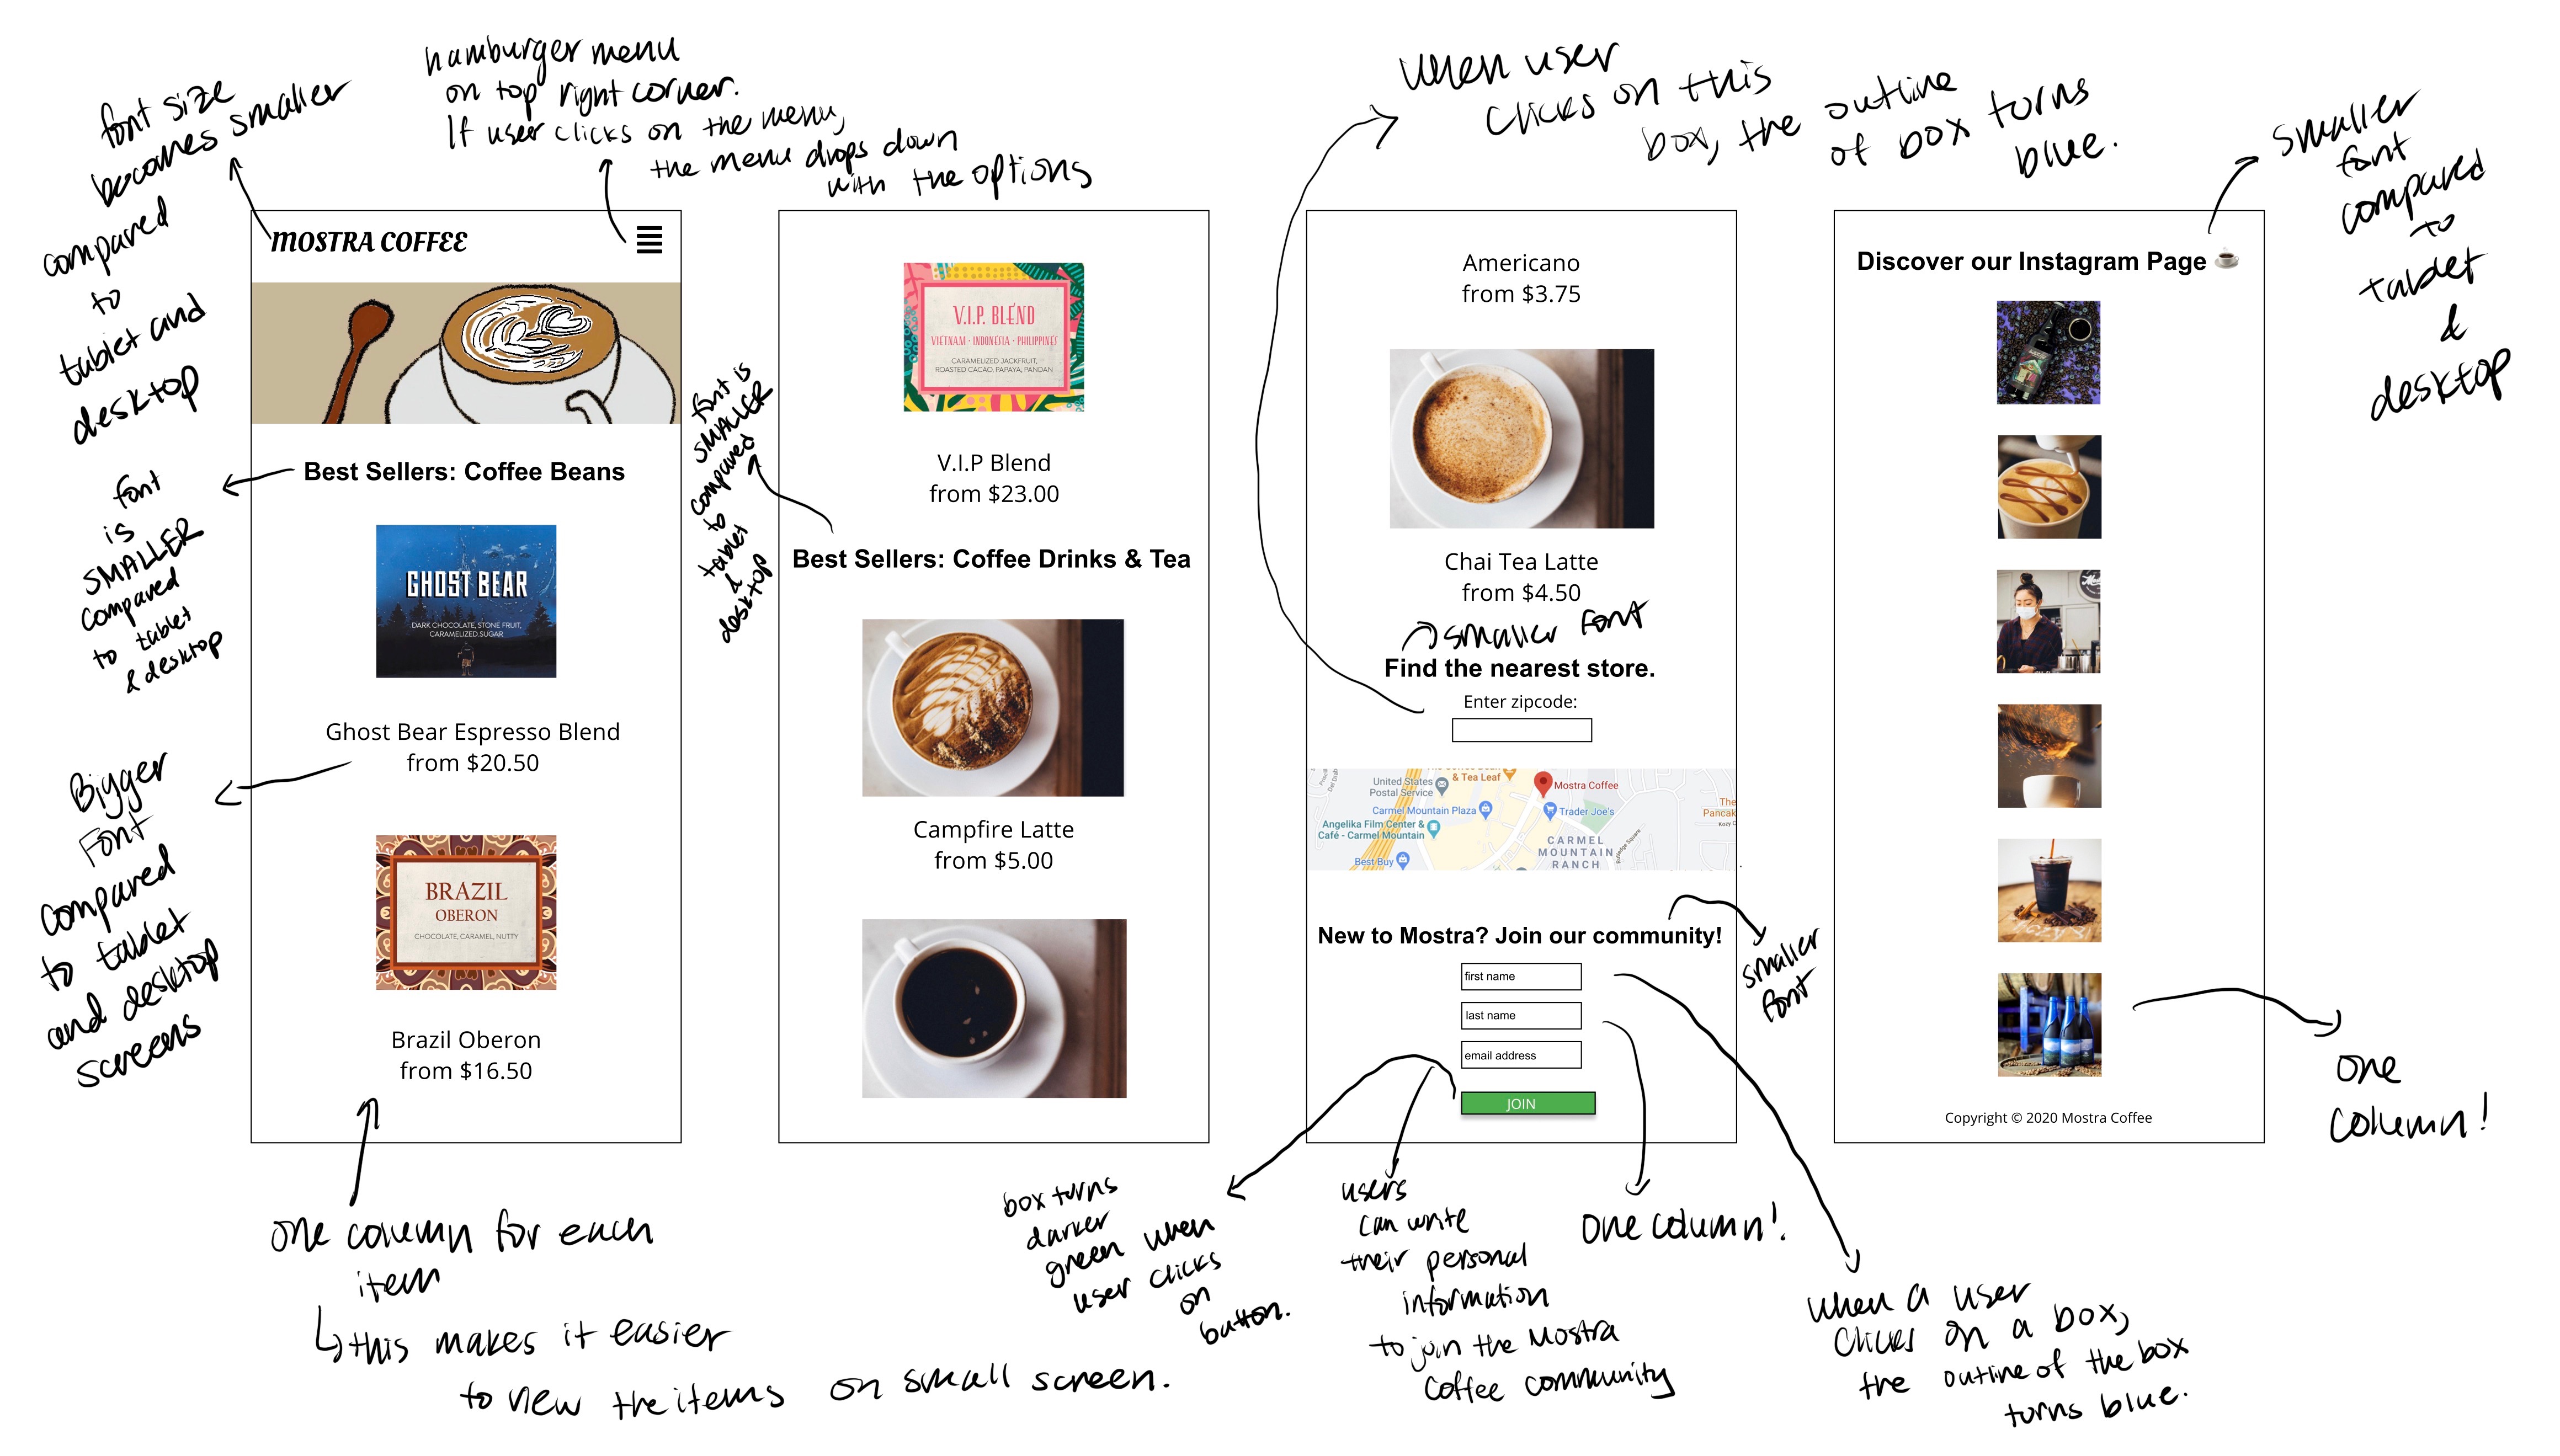 font size
becomes smaller
compared
to
tablet and
desktop
hamburger menu
on top right corner.
If user clicks on the menu,
the menu drops down
with the options
When user
clicks on this
box, the outline
of box turns
blue.
smaller
font
compared
to
tablet
&
desktop
MOSTRA COFFEE
Best Sellers: Coffee Beans
font
is
SMALLER
compared
to tablet
& desktop
GHOST BEAR
DARK CHOCOLATE, STONE FRUIT,
CARAMELIZED SUGAR
Ghost Bear Espresso Blend
from $20.50
Bigger
Font
compared
to tablet
and desktop
screens
BRAZIL
OBERON
CHOCOLATE, CARAMEL, NUTTY
Brazil Oberon
from $16.50
one column for each
item
this makes it easier
to view the items on small screen.
V.I.P. BLEND
VIETNAM · INDONESIA · PHILIPPINES
CARAMELIZED JACKFRUIT,
ROASTED CACAO, PAPAYA, PANDAN
V.I.P Blend
from $23.00
font is
SMALLER
compared
to
tablet
&
desktop
Best Sellers: Coffee Drinks & Tea
Campfire Latte
from $5.00
Americano
from $3.75
Chai Tea Latte
from $4.50
smaller font
Find the nearest store.
Enter zipcode:
United States
Postal Service
& Tea Leaf
Mostra Coffee
Carmel Mountain Plaza
Trader Joe's
The
Pancak
Angelika Film Center &
Café - Carmel Mountain
CARMEL
MOUNTAIN
RANCH
Best Buy
New to Mostra? Join our community!
smaller
font
first name
last name
email address
JOIN
box turns
darker
green when
user clicks
on
button.
users
can write
their personal
information
to join the Mostra
Coffee community
one column!
when a user
clicks on a box,
the outline of the box
turns blue.
Discover our Instagram Page
one
column!
Copyright © 2020 Mostra Coffee